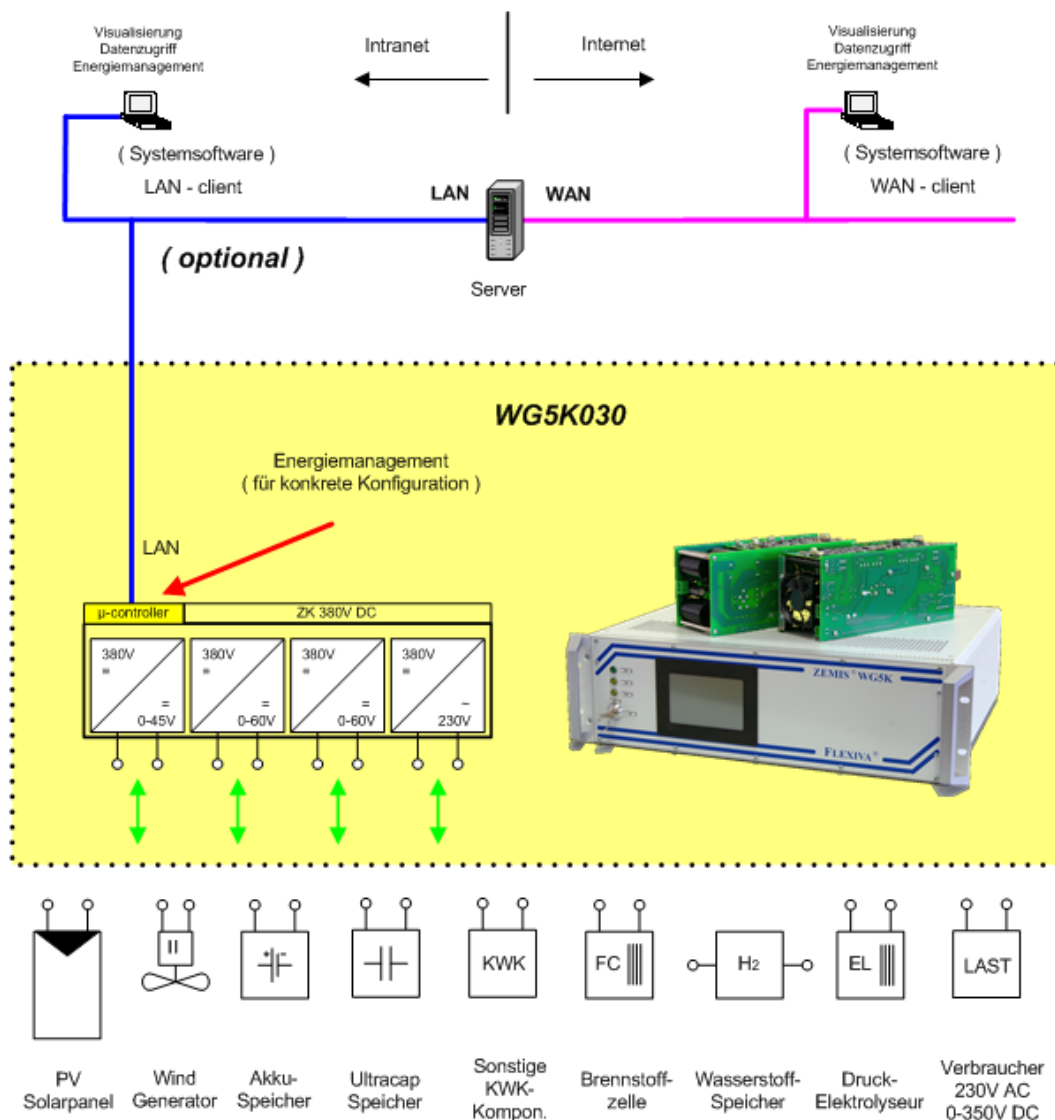 Visualisierung
Datenzugriff
Energiemanagement
Intranet
Internet
Visualisierung
Datenzugriff
Energiemanagement
( Systemsoftware )
LAN - client
( Systemsoftware )
WAN - client
LAN
WAN
( optional )
Server
WG5K030
Energiemanagement
( für konkrete Konfiguration )
LAN
µ-controller
ZK 380V DC
380V
=
=
0-45V
380V
=
=
0-60V
380V
=
=
0-60V
380V
=
~
230V
ZEMIS® WG5K
FLEXIVA®
KWK
FC
H2
EL
LAST
PV
Solarpanel
Wind
Generator
Akku-
Speicher
Ultracap
Speicher
Sonstige
KWK-
Kompon.
Brennstoff-
zelle
Wasserstoff-
Speicher
Druck-
Elektrolyseur
Verbraucher
230V AC
0-350V DC